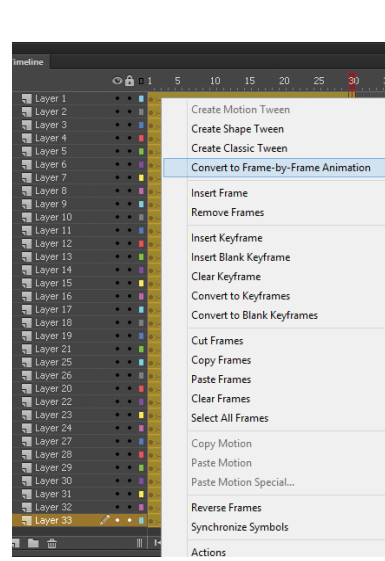 Timeline
1 5 10 15 20 25 30
Layer 1
Layer 2
Layer 3
Layer 4
Layer 5
Layer 6
Layer 7
Layer 8
Layer 9
Layer 10
Layer 11
Layer 12
Layer 13
Layer 14
Layer 15
Layer 16
Layer 17
Layer 18
Layer 19
Layer 21
Layer 25
Layer 26
Layer 20
Layer 22
Layer 23
Layer 24
Layer 27
Layer 28
Layer 29
Layer 30
Layer 31
Layer 32
Layer 33
Create Motion Tween
Create Shape Tween
Create Classic Tween
Convert to Frame-by-Frame Animation
Insert Frame
Remove Frames
Insert Keyframe
Insert Blank Keyframe
Clear Keyframe
Convert to Keyframes
Convert to Blank Keyframes
Cut Frames
Copy Frames
Paste Frames
Clear Frames
Select All Frames
Copy Motion
Paste Motion
Paste Motion Special...
Reverse Frames
Synchronize Symbols
Actions